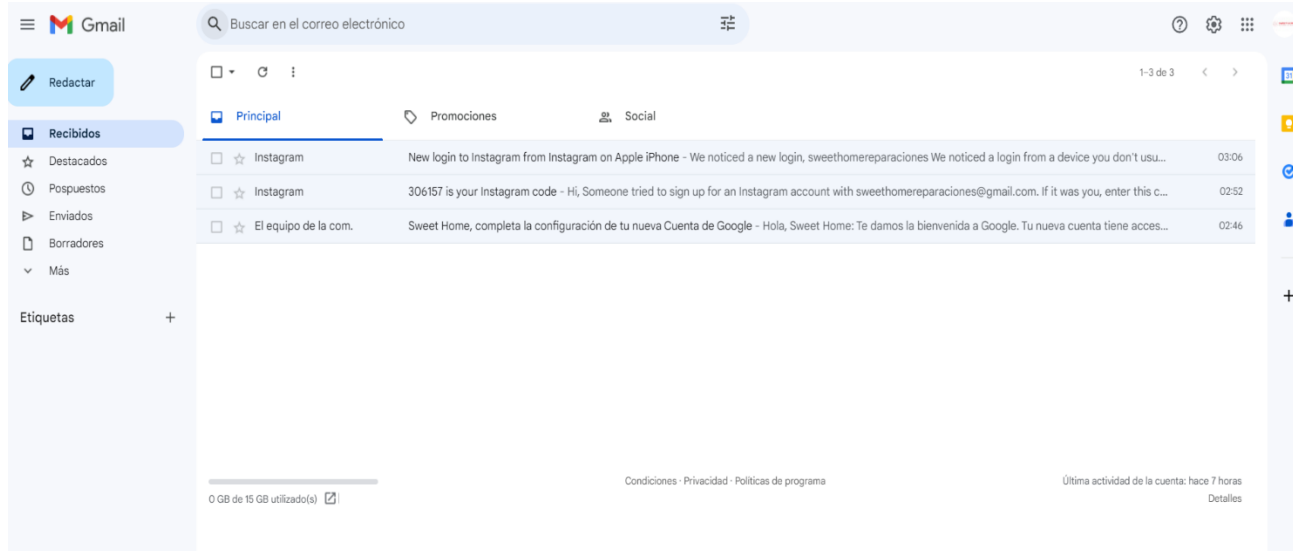 Gmail
Buscar en el correo electrónico
Redactar
1-3 de 3
Principal
Promociones
Social
Recibidos
Destacados
Pospuestos
Enviados
Borradores
Más
Etiquetas
Instagram New login to Instagram from Instagram on Apple iPhone - We noticed a new login, sweethomereparaciones We noticed a login from a device you don't usu... 03:06
Instagram 306157 is your Instagram code - Hi, Someone tried to sign up for an Instagram account with sweethomereparaciones@gmail.com. If it was you, enter this c... 02:52
El equipo de la com. Sweet Home, completa la configuración de tu nueva Cuenta de Google - Hola, Sweet Home: Te damos la bienvenida a Google. Tu nueva cuenta tiene acces... 02:46
0 GB de 15 GB utilizado(s)
Condiciones · Privacidad · Políticas de programa
Última actividad de la cuenta: hace 7 horas
Detalles
31